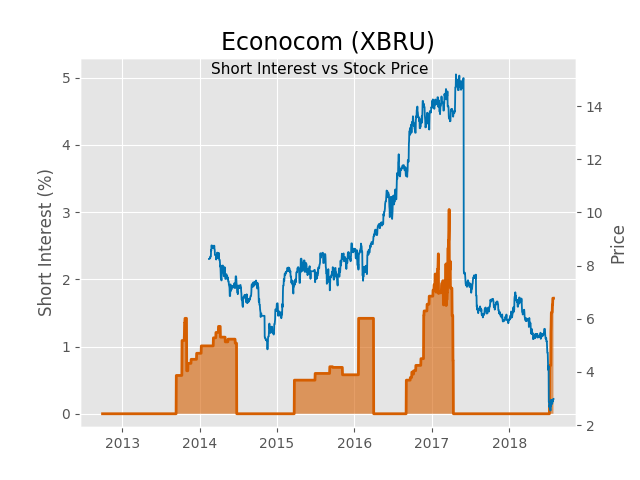 Econocom (XBRU)
Short Interest vs Stock Price
Short Interest (%)
5
4
3
2
1
0
14
12
10
8
6
4
2
Price
2013 2014 2015 2016 2017 2018